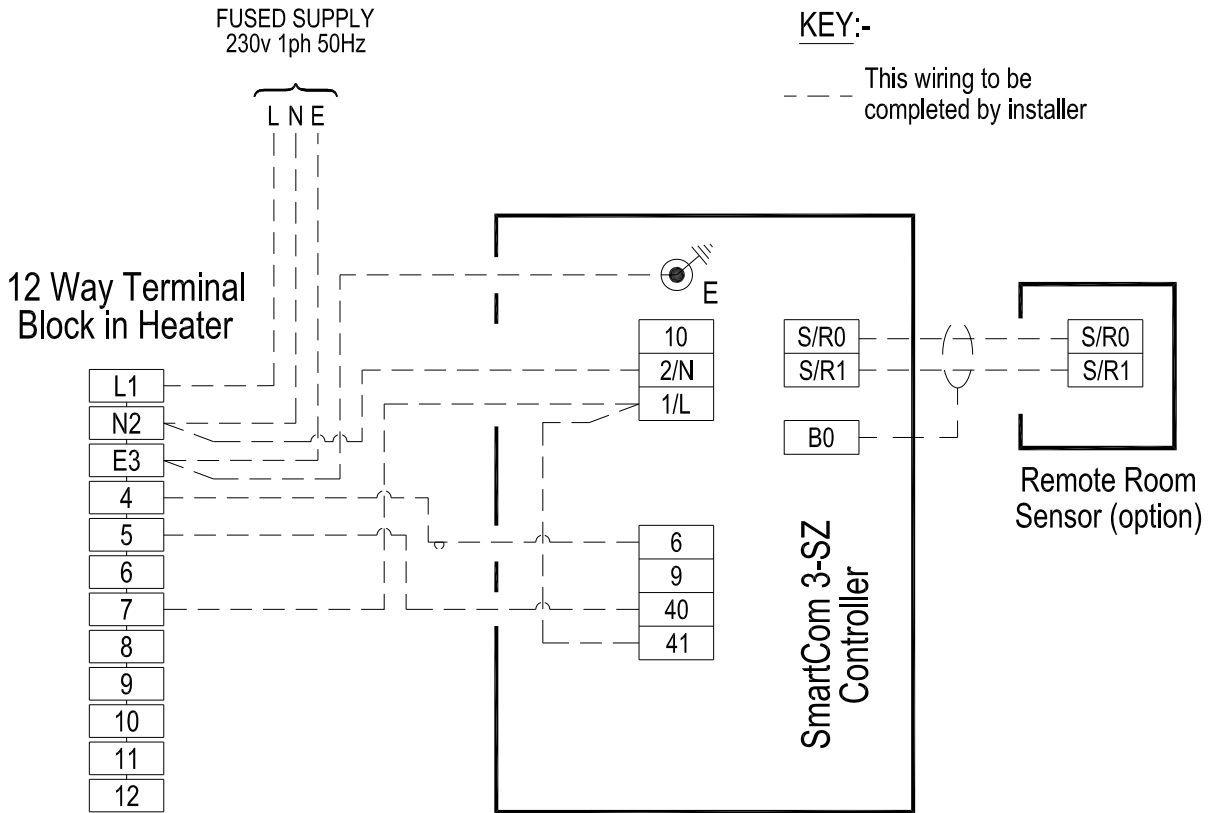 FUSED SUPPLY
230v 1ph 50Hz
L N E
KEY:-
This wiring to be
completed by installer
12 Way Terminal
Block in Heater
L1
N2
E3
4
5
6
7
8
9
10
11
12
E
10
2/N
1/L
6
9
40
41
S/R0
S/R1
B0
SmartCom 3-SZ
Controller
S/R0
S/R1
Remote Room
Sensor (option)